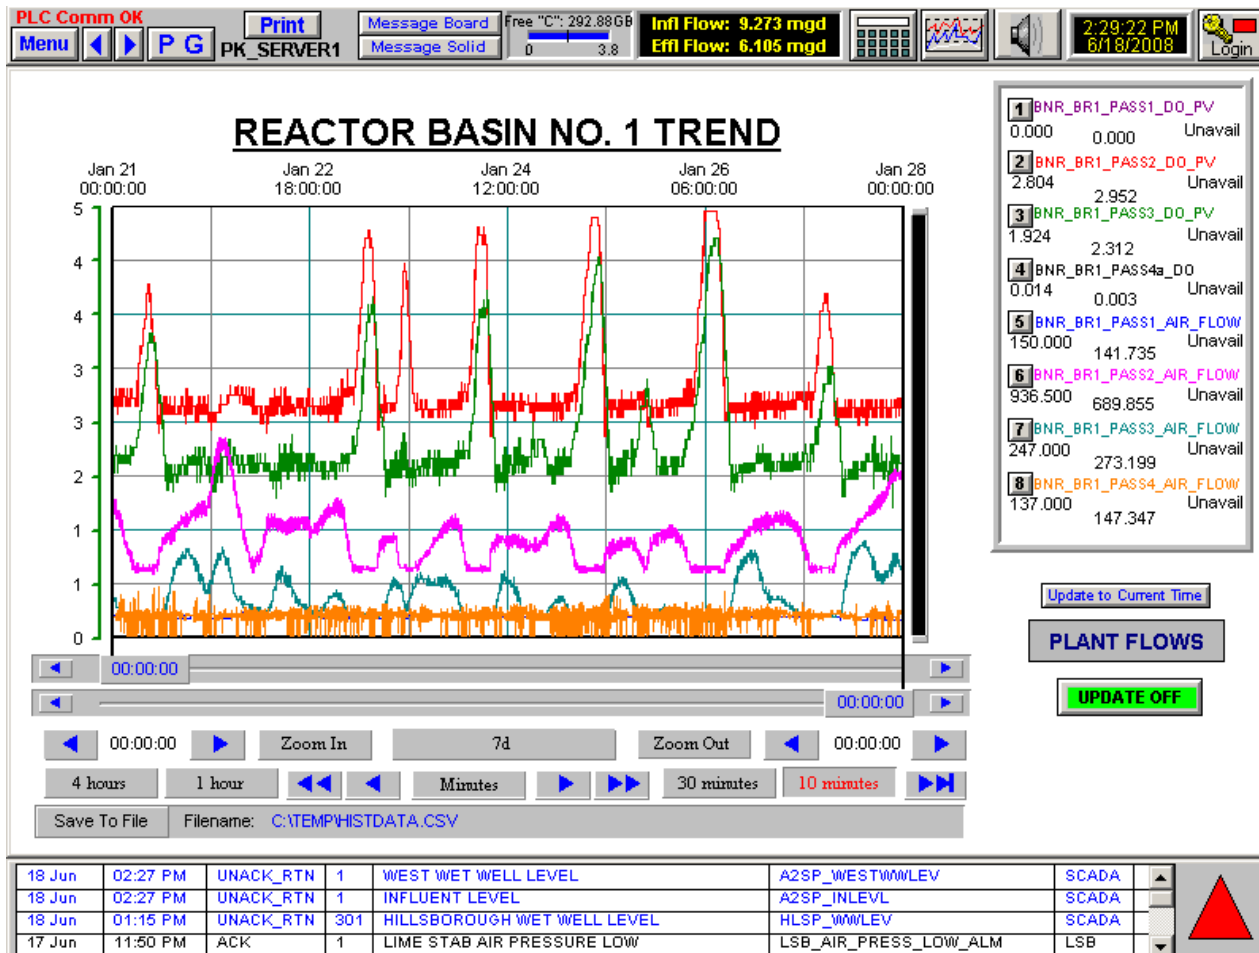 PLC Comm OK
Menu
P G
Print
PK_SERVER1
Message Board
Message Solid
Free "C": 292.88GB
0 3.8
Infl Flow: 9.273 mgd
Effl Flow: 6.105 mgd
2:29:22 PM
6/18/2008
Login
REACTOR BASIN NO. 1 TREND
Jan 21 Jan 22 Jan 24 Jan 26 Jan 28
00:00:00 18:00:00 12:00:00 06:00:00 00:00:00
5
4
4
3
3
2
1
1
0
1 BNR_BR1_PASS1_DO_PV
0.000 0.000 Unavail
2 BNR_BR1_PASS2_DO_PV
2.804 2.952 Unavail
3 BNR_BR1_PASS3_DO_PV
1.924 2.312 Unavail
4 BNR_BR1_PASS4a_DO
0.014 0.003 Unavail
5 BNR_BR1_PASS1_AIR_FLOW
150.000 141.735 Unavail
6 BNR_BR1_PASS2_AIR_FLOW
936.500 689.855 Unavail
7 BNR_BR1_PASS3_AIR_FLOW
247.000 273.199 Unavail
8 BNR_BR1_PASS4_AIR_FLOW
137.000 147.347 Unavail
Update to Current Time
PLANT FLOWS
UPDATE OFF
00:00:00
00:00:00
00:00:00 Zoom In 7d Zoom Out 00:00:00
4 hours 1 hour Minutes 30 minutes 10 minutes
Save To File Filename: C:\TEMP\HISTDATA.CSV
18 Jun 02:27 PM UNACK_RTN 1 WEST WET WELL LEVEL A2SP_WESTWWLEV SCADA
18 Jun 02:27 PM UNACK_RTN 1 INFLUENT LEVEL A2SP_INLEVL SCADA
18 Jun 01:15 PM UNACK_RTN 301 HILLSBOROUGH WET WELL LEVEL HLSP_WWLEV SCADA
17 Jun 11:50 PM ACK 1 LIME STAB AIR PRESSURE LOW LSB_AIR_PRESS_LOW_ALM LSB